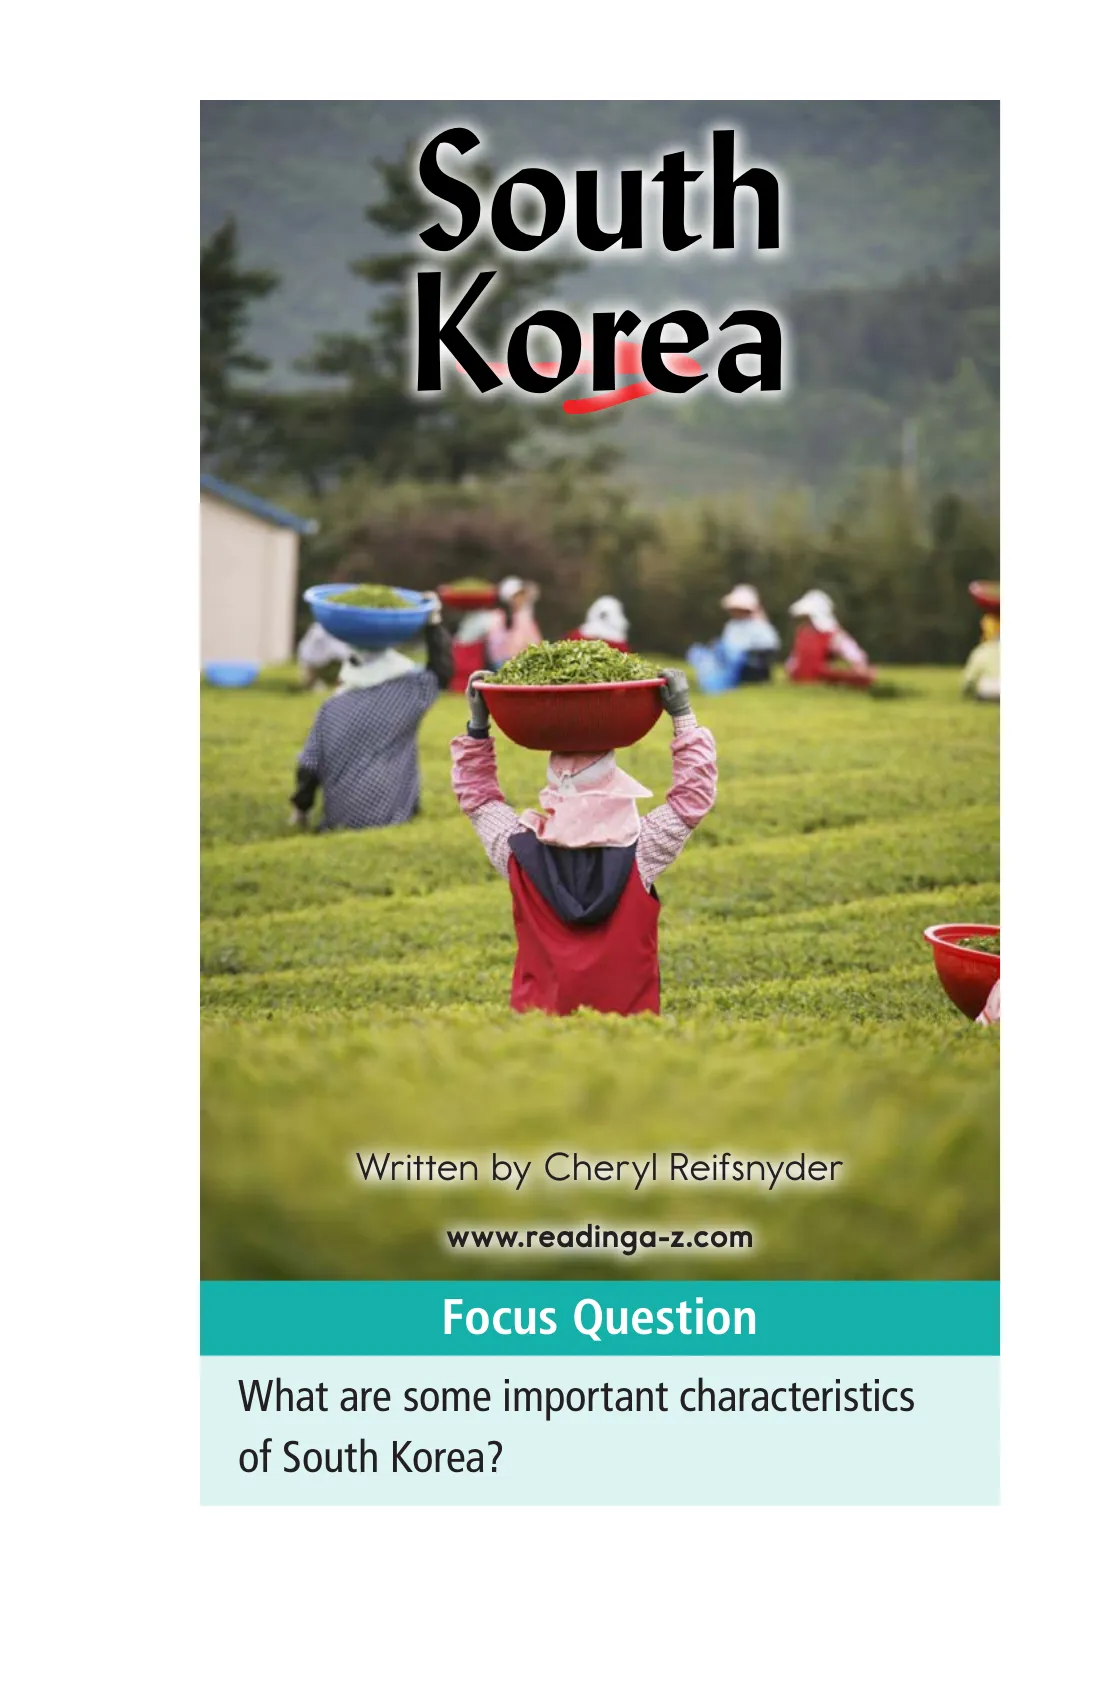 South
Korea
Written by Cheryl Reifsnyder
www.readinga-z.com
Focus Question
What are some important characteristics
of South Korea?